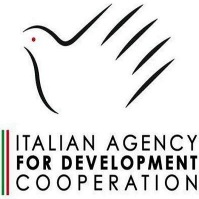 ITALIAN AGENCY
FOR DEVELOPMENT
COOPERATION